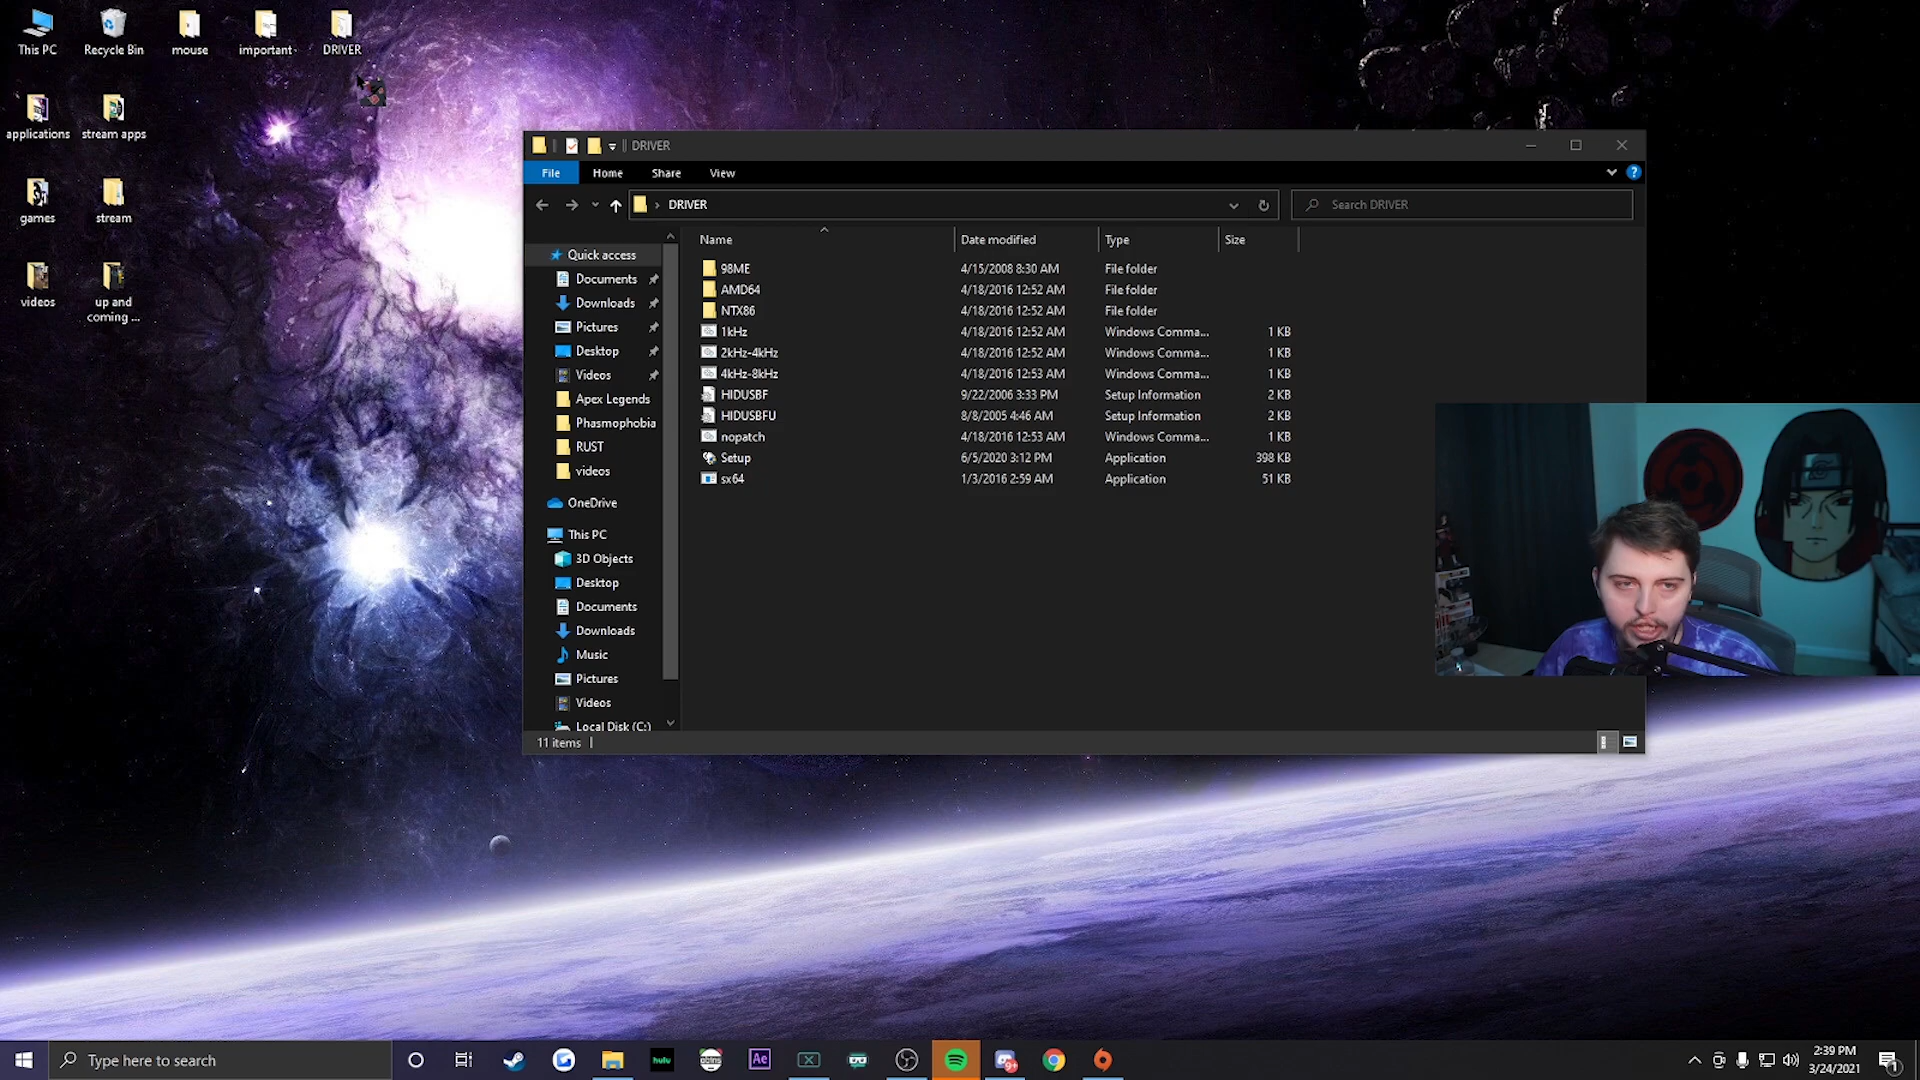 This PC
Recycle Bin
mouse
important-
DRIVER
applications
stream apps
games
stream
videos
up and
coming ...
DRIVER
File
Home
Share
View
DRIVER
Search DRIVER
Name
Date modified
Type
Size
98ME 4/15/2008 8:30 AM File folder
AMD64 4/18/2016 12:52 AM File folder
NTX86 4/18/2016 12:52 AM File folder
1kHz 4/18/2016 12:52 AM Windows Comma... 1 KB
2kHz-4kHz 4/18/2016 12:52 AM Windows Comma... 1 KB
4kHz-8kHz 4/18/2016 12:53 AM Windows Comma... 1 KB
HIDUSBF 9/22/2006 3:33 PM Setup Information 2 KB
HIDUSBFU 8/8/2005 4:46 AM Setup Information 2 KB
nopatch 4/18/2016 12:53 AM Windows Comma... 1 KB
Setup 6/5/2020 3:12 PM Application 398 KB
sx64 1/3/2016 2:59 AM Application 51 KB
Quick access
Documents
Downloads
Pictures
Desktop
Videos
Apex Legends
Phasmophobia
RUST
videos
OneDrive
This PC
3D Objects
Desktop
Documents
Downloads
Music
Pictures
Videos
Local Disk (C:)
11 items
Type here to search
hulu
Ae
9+
2:39 PM
3/24/2021
1